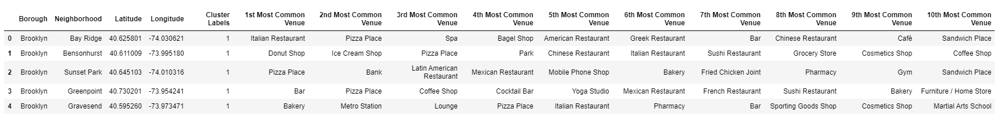 Borough Neighborhood Latitude Longitude Cluster Labels 1st Most Common Venue 2nd Most Common Venue 3rd Most Common Venue 4th Most Common Venue 5th Most Common Venue 6th Most Common Venue 7th Most Common Venue 8th Most Common Venue 9th Most Common Venue 10th Most Common Venue
0 Brooklyn Bay Ridge 40.625801 -74.030621 1 Italian Restaurant Pizza Place Spa Bagel Shop American Restaurant Greek Restaurant Bar Chinese Restaurant Café Sandwich Place
1 Brooklyn Bensonhurst 40.611009 -73.995180 1 Donut Shop Ice Cream Shop Pizza Place Park Chinese Restaurant Italian Restaurant Sushi Restaurant Grocery Store Cosmetics Shop Coffee Shop
2 Brooklyn Sunset Park 40.645103 -74.010316 1 Pizza Place Bank Latin American Restaurant Mexican Restaurant Mobile Phone Shop Bakery Fried Chicken Joint Pharmacy Gym Sandwich Place
3 Brooklyn Greenpoint 40.730201 -73.954241 1 Bar Pizza Place Coffee Shop Cocktail Bar Yoga Studio Mexican Restaurant French Restaurant Sushi Restaurant Bakery Furniture / Home Store
4 Brooklyn Gravesend 40.595260 -73.973471 1 Bakery Metro Station Lounge Pizza Place Italian Restaurant Pharmacy Bar Sporting Goods Shop Cosmetics Shop Martial Arts School